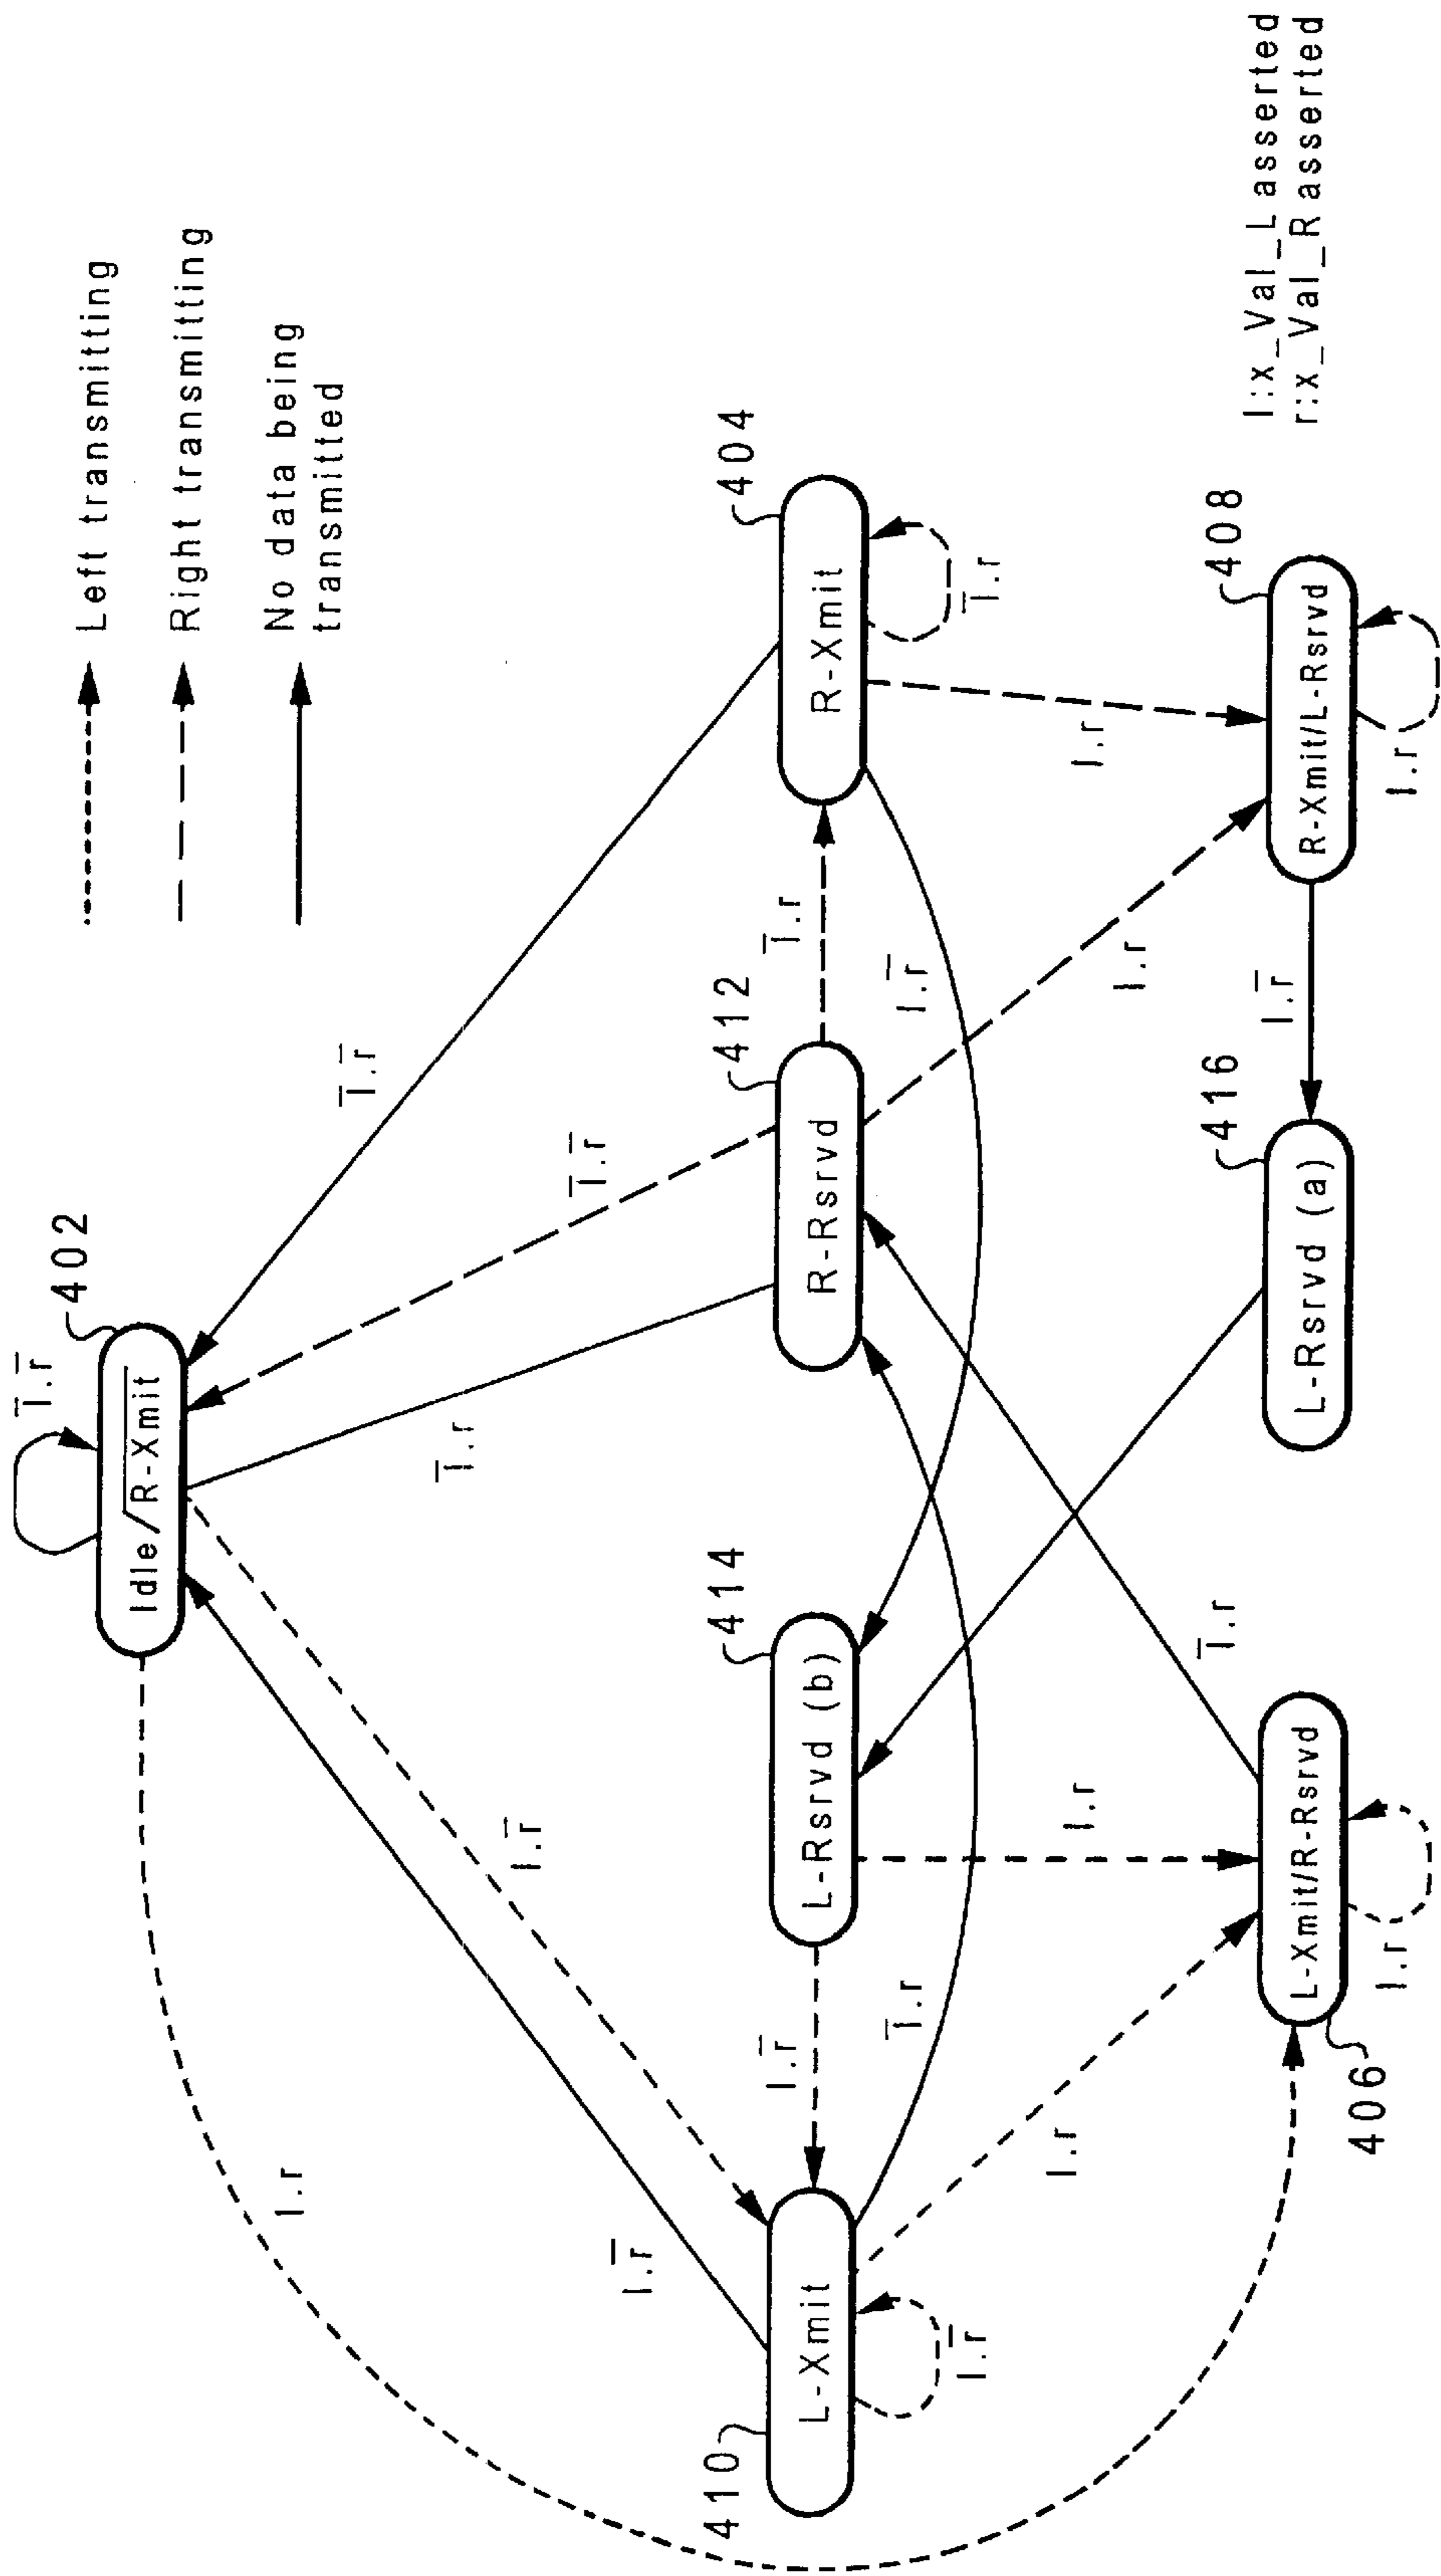 l̅.r̅
402
Idle/R̅-̅X̅m̅i̅t̅
Left transmitting
Right transmitting
No data being
transmitted
l.r
l̅.r̅
l̅.r
l.r̅
l̅.r̅
l.r̅
410
414
412
404
L-Xmit
L-Rsrvd (b)
R-Rsrvd
R-Xmit
l.r̅
l̅.r
l̅.r
l.r̅
l.r̅
l̅.r
l.r
l.r
l.r
l.r
l̅.r
416
408
l.r̅
L-Xmit/R-Rsrvd
L-Rsrvd (a)
R-Xmit/L-Rsrvd
l:x_Val_L asserted
r:x_Val_R asserted
406
l.r
l.r